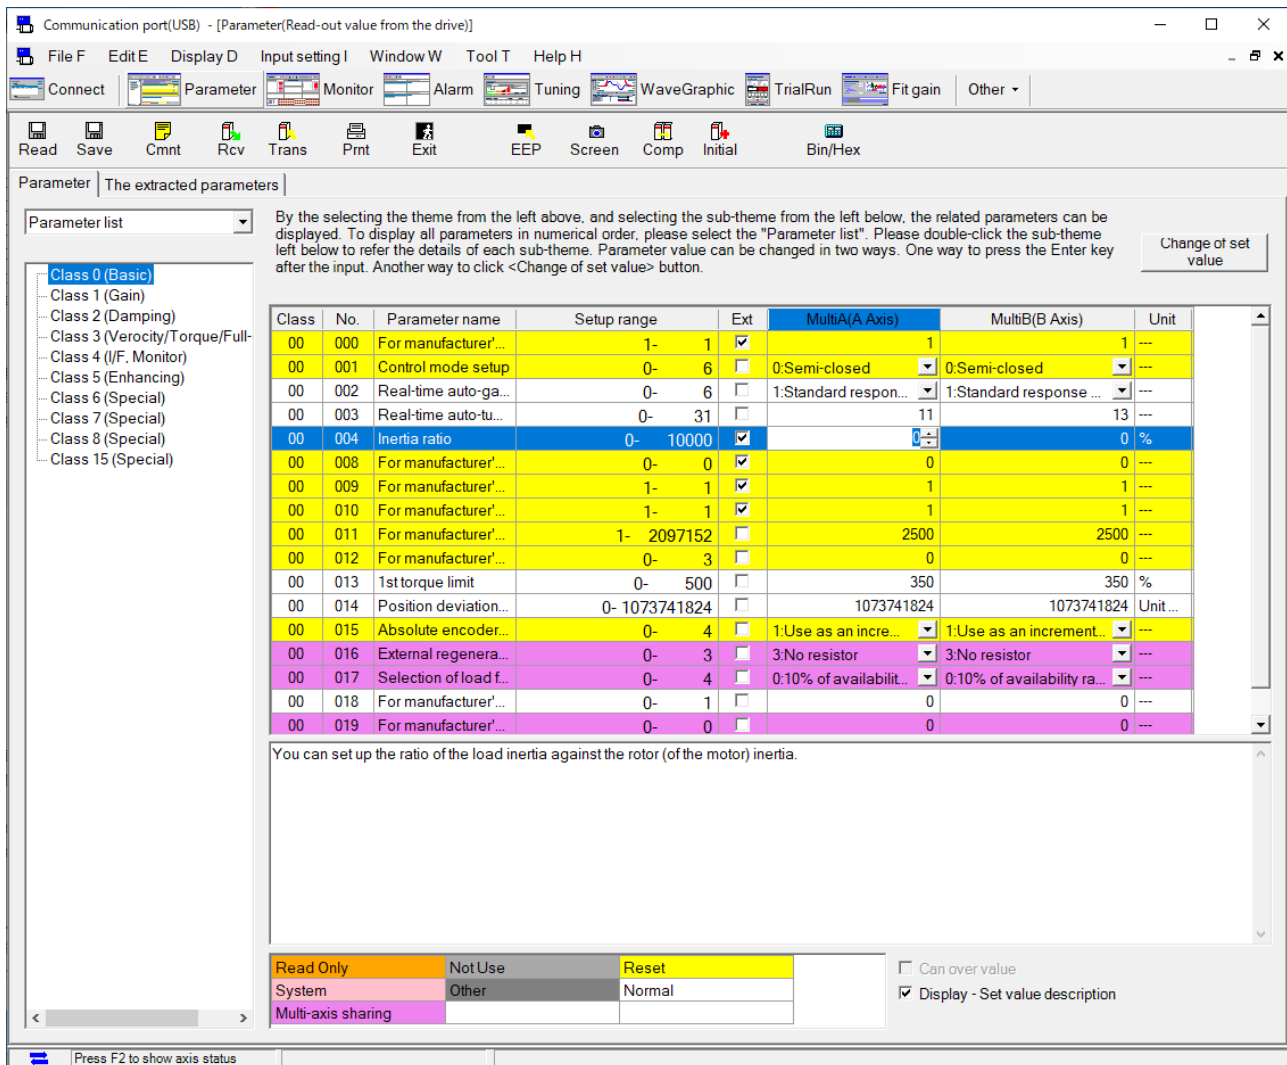 Communication port(USB) - [Parameter(Read-out value from the drive)]
File F Edit E Display D Input setting I Window W Tool T Help H
Connect Parameter Monitor Alarm Tuning WaveGraphic TrialRun Fit gain Other
Read Save Cmnt Rcv Trans Prnt Exit EEP Screen Comp Initial Bin/Hex
Parameter The extracted parameters
Parameter list
Class 0 (Basic)
Class 1 (Gain)
Class 2 (Damping)
Class 3 (Verocity/Torque/Full-
Class 4 (I/F, Monitor)
Class 5 (Enhancing)
Class 6 (Special)
Class 7 (Special)
Class 8 (Special)
Class 15 (Special)
By the selecting the theme from the left above, and selecting the sub-theme from the left below, the related parameters can be
displayed. To display all parameters in numerical order, please select the "Parameter list". Please double-click the sub-theme
left below to refer the details of each sub-theme. Parameter value can be changed in two ways. One way to press the Enter key
after the input. Another way to click <Change of set value> button.
Change of set
value
Class No. Parameter name Setup range Ext MultiA(A Axis) MultiB(B Axis) Unit
00 000 For manufacturer'... 1- 1 1 1 ---
00 001 Control mode setup 0- 6 0:Semi-closed 0:Semi-closed ---
00 002 Real-time auto-ga... 0- 6 1:Standard respon... 1:Standard response ... ---
00 003 Real-time auto-tu... 0- 31 11 13 ---
00 004 Inertia ratio 0- 10000 0 0 %
00 008 For manufacturer'... 0- 0 0 0 ---
00 009 For manufacturer'... 1- 1 1 1 ---
00 010 For manufacturer'... 1- 1 1 1 ---
00 011 For manufacturer'... 1- 2097152 2500 2500 ---
00 012 For manufacturer'... 0- 3 0 0 ---
00 013 1st torque limit 0- 500 350 350 %
00 014 Position deviation... 0- 1073741824 1073741824 1073741824 Unit ...
00 015 Absolute encoder... 0- 4 1:Use as an incre... 1:Use as an increment... ---
00 016 External regenera... 0- 3 3:No resistor 3:No resistor ---
00 017 Selection of load f... 0- 4 0:10% of availabilit... 0:10% of availability ra... ---
00 018 For manufacturer'... 0- 1 0 0 ---
00 019 For manufacturer'... 0- 0 0 0 ---
You can set up the ratio of the load inertia against the rotor (of the motor) inertia.
Read Only Not Use Reset
System Other Normal
Multi-axis sharing
Can over value
Display - Set value description
Press F2 to show axis status